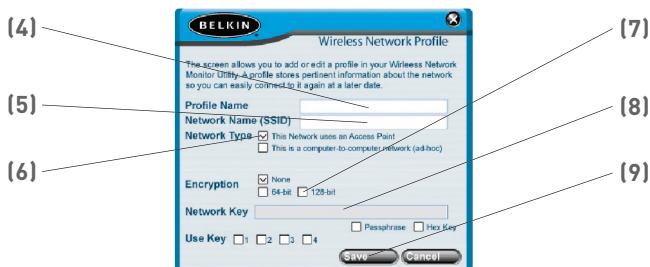 BELKIN
Wireless Network Profile
The screen allows you to add or edit a profile in your Wirleess Network
Monitor Utility. A profile stores pertinent information about the network
so you can easily connect to it again at a later date.
Profile Name
Network Name (SSID)
Network Type This Network uses an Access Point
This is a computer-to-computer network (ad-hoc)
Encryption None
64-bit 128-bit
Network Key
Passphrase Hex Key
Use Key 1 2 3 4
Save Cancel
(4)
(5)
(6)
(7)
(8)
(9)